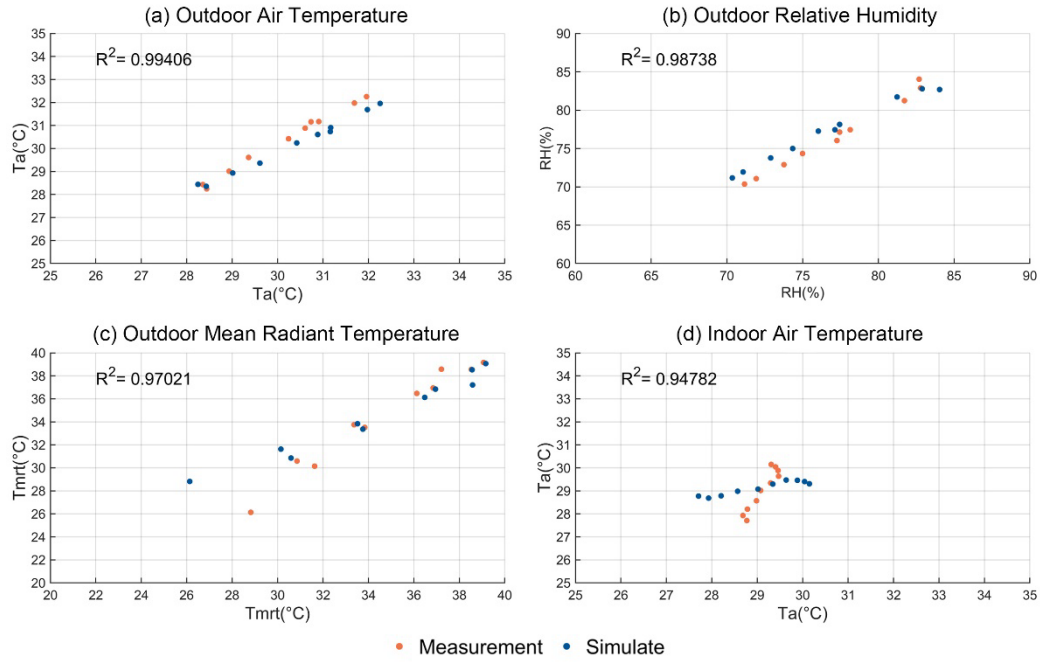 (a) Outdoor Air Temperature
R²= 0.99406
35
34
33
32
31
30
29
28
27
26
25
Ta(°C)
25 26 27 28 29 30 31 32 33 34 35
Ta(°C)
(b) Outdoor Relative Humidity
R²= 0.98738
90
85
80
75
70
65
60
RH(%)
60 65 70 75 80 85 90
RH(%)
(c) Outdoor Mean Radiant Temperature
R²= 0.97021
40
38
36
34
32
30
28
26
24
22
20
Tmrt(°C)
20 22 24 26 28 30 32 34 36 38 40
Tmrt(°C)
(d) Indoor Air Temperature
R²= 0.94782
35
34
33
32
31
30
29
28
27
26
25
Ta(°C)
25 26 27 28 29 30 31 32 33 34 35
Ta(°C)
Measurement Simulate